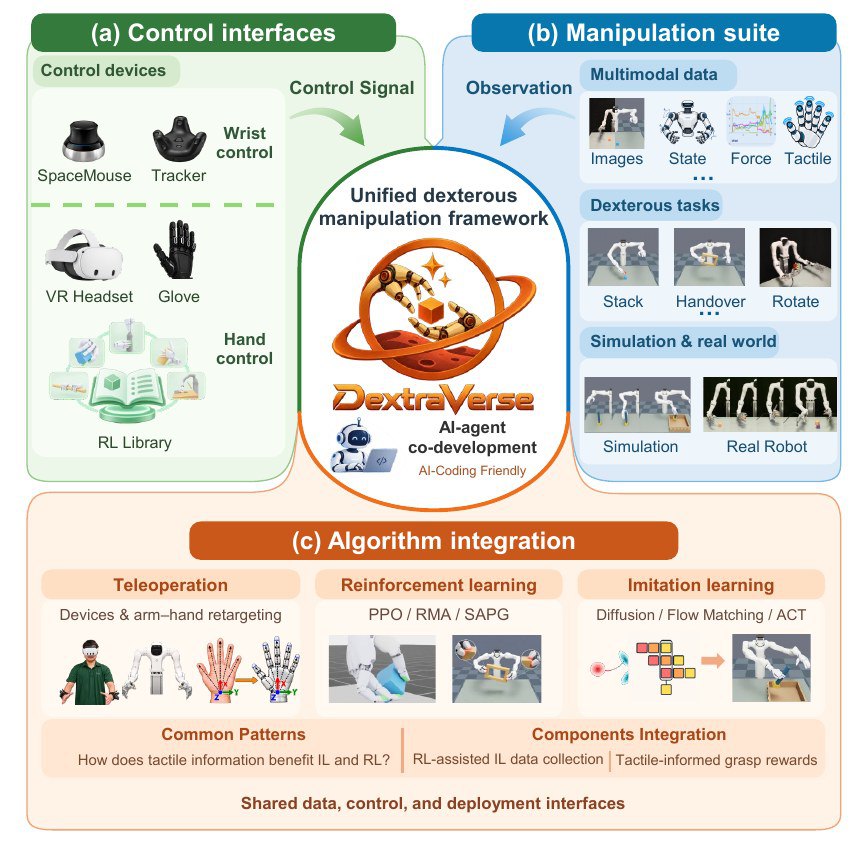 (a) Control interfaces
Control devices
SpaceMouse
Tracker
Wrist
control
VR Headset
Glove
Hand
control
RL Library
Control Signal
Observation
(b) Manipulation suite
Multimodal data
Images
State
Force
Tactile
...
Dexterous tasks
Stack
Handover
Rotate
...
Simulation & real world
Simulation
Real Robot
Unified dexterous
manipulation framework
DextraVerse
AI-agent
co-development
</>
AI-Coding Friendly
(c) Algorithm integration
Teleoperation
Devices & arm–hand retargeting
X
Y
Z
X
Y
Z
Reinforcement learning
PPO / RMA / SAPG
Imitation learning
Diffusion / Flow Matching / ACT
Common Patterns
How does tactile information benefit IL and RL?
Components Integration
RL-assisted IL data collection
Tactile-informed grasp rewards
Shared data, control, and deployment interfaces